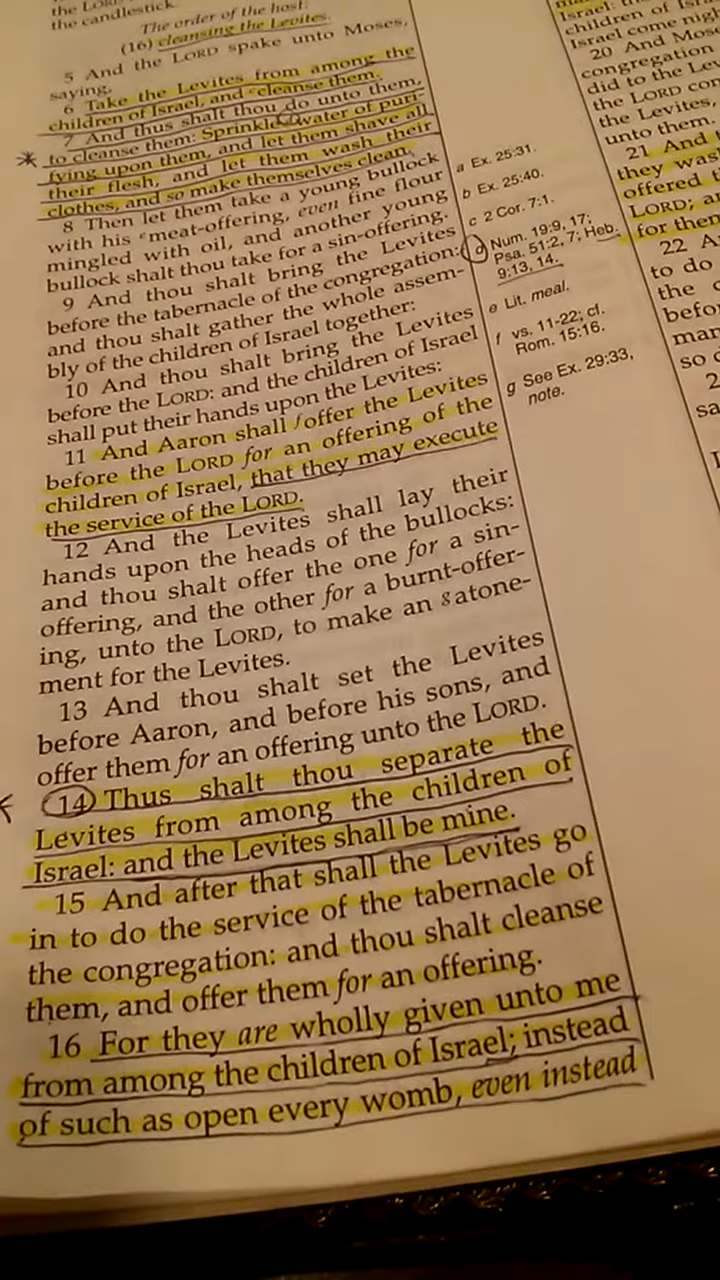 the candlestick.
The order of the host:
(16) cleansing the Levites.
5 And the LORD spake unto Moses,
saying,
6 Take the Levites from among the
children of Israel, and cleanse them.
7 And thus shalt thou do unto them,
to cleanse them: Sprinkle water of puri-
fying upon them, and let them shave all
their flesh, and let them wash their
clothes, and so make themselves clean.
8 Then let them take a young bullock
with his e meat-offering, even fine flour
mingled with oil, and another young
bullock shalt thou take for a sin-offering.
9 And thou shalt bring the Levites
before the tabernacle of the congregation:
and thou shalt gather the whole assem-
bly of the children of Israel together:
10 And thou shalt bring the Levites
before the LORD: and the children of Israel
shall put their hands upon the Levites:
11 And Aaron shall f offer the Levites
before the LORD for an offering of the
children of Israel, that they may execute
the service of the LORD.
12 And the Levites shall lay their
hands upon the heads of the bullocks:
and thou shalt offer the one for a sin-
offering, and the other for a burnt-offer-
ing, unto the LORD, to make an g atone-
ment for the Levites.
13 And thou shalt set the Levites
before Aaron, and before his sons, and
offer them for an offering unto the LORD.
14 Thus shalt thou separate the
Levites from among the children of
Israel: and the Levites shall be mine.
15 And after that shall the Levites go
in to do the service of the tabernacle of
the congregation: and thou shalt cleanse
them, and offer them for an offering.
16 For they are wholly given unto me
from among the children of Israel; instead
of such as open every womb, even instead
a Ex. 25:31.
b Ex. 25:40.
c 2 Cor. 7:1.
d Num. 19:9, 17;
Psa. 51:2, 7; Heb.
9:13, 14.
e Lit. meal.
f vs. 11-22; cf.
Rom. 15:16.
g See Ex. 29:33,
note.
Israel:
children of
Israel come
20 And
congregation
did to the
the LORD
the Levites,
unto them.
21 And
they
offered
LORD;
for
22
to do
the
so